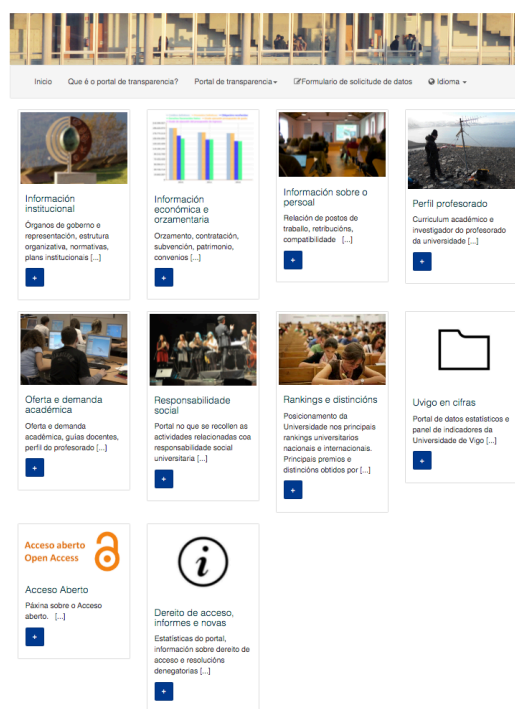 Inicio Que é o portal de transparencia? Portal de transparencia Formulario de solicitude de datos Idioma
Información
institucional
Órganos de goberno e
representación, estrutura
organizativa, normativas,
plans institucionais [...]
+
Información
económica e
orzamentaria
Orzamento, contratación,
subvención, patrimonio,
convenios [...]
+
Información sobre o
persoal
Relación de postos de
traballo, retribucións,
compatibilidade [...]
+
Perfil profesorado
Curriculum académico e
investigador do profesorado
da universidade [...]
+
Oferta e demanda
académica
Oferta e demanda
académica, guias docentes,
perfil do profesorado [...]
+
Responsabilidade
social
Portal no que se recollen as
actividades relacionadas coa
responsabilidade social
universitaria [...]
+
Rankings e distincións
Posicionamento da
Universidade nos principais
rankings universitarios
nacionais e internacionais.
Principais premios e
distincións obtidos por [...]
+
Uvigo en cifras
Portal de datos estatísticos e
panel de indicadores da
Universidade de Vigo [...]
+
Acceso aberto
Open Access
Acceso Aberto
Páxina sobre o Acceso
aberto. [...]
+
i
Dereito de acceso,
informes e novas
Estatísticas do portal,
información sobre dereito de
acceso e resolucións
denegatorias [...]
+